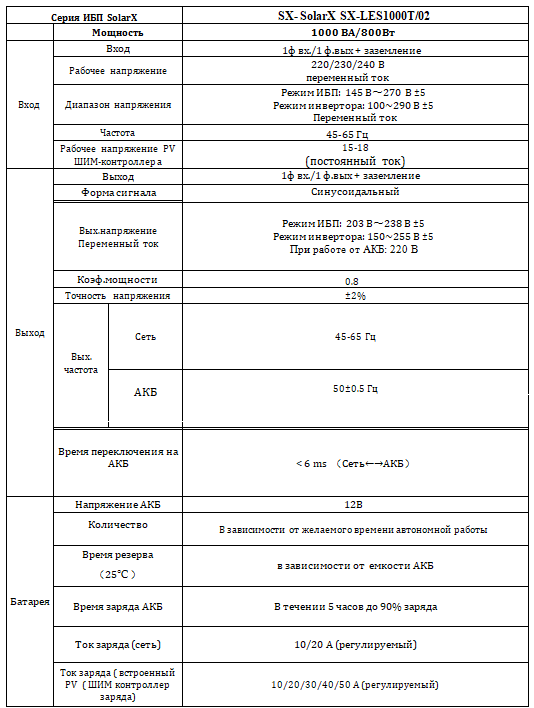 Серия ИБП SolarX
SX- SolarX SX-LES1000T/02
Мощность
1000 ВА/800Вт
Вход
Вход
1ф вх./1 ф.вых + заземление
Рабочее напряжение
220/230/240 В
переменный ток
Диапазон напряжения
Режим ИБП: 145 В～270 В ±5
Режим инвертора: 100~290 В ±5
Переменный ток
Частота
45-65 Гц
Рабочее напряжение PV
ШИМ-контроллера
15-18
(постоянный ток)
Выход
Выход
1ф вх./1 ф.вых + заземление
Форма сигнала
Синусоидальный
Вых.напряжение
Переменный ток
Режим ИБП: 203 В～238 В ±5
Режим инвертора: 150~255 В ±5
При работе от АКБ: 220 В
Коэф.мощности
0.8
Точность напряжения
±2%
Вых.
частота
Сеть
45-65 Гц
АКБ
50±0.5 Гц
Время переключения на
АКБ
< 6 ms （Сеть←→АКБ）
Батарея
Напряжение АКБ
12В
Количество
В зависимости от желаемого времени автономной работы
Время резерва
（25℃ ）
в зависимости от емкости АКБ
Время заряда АКБ
В течении 5 часов до 90% заряда
Ток заряда (сеть)
10/20 А (регулируемый)
Ток заряда ( встроенный
PV ( ШИМ контроллер
заряда)
10/20/30/40/50 А (регулируемый)